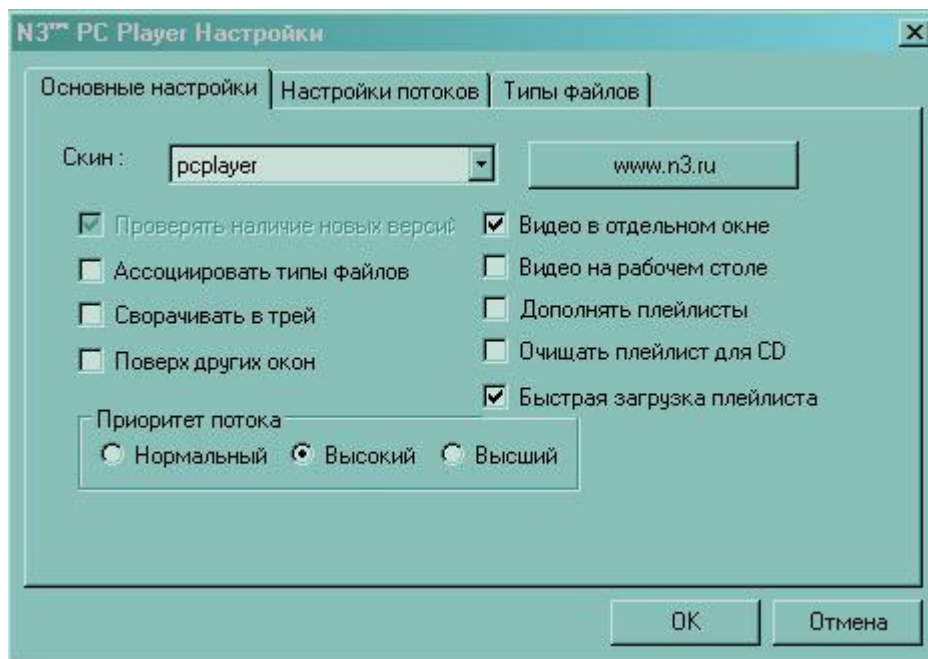 N3™ PC Player Настройки
Основные настройки Настройки потоков Типы файлов
Скин : pcplayer www.n3.ru
Проверять наличие новых версий Видео в отдельном окне
Ассоциировать типы файлов Видео на рабочем столе
Сворачивать в трей Дополнять плейлисты
Поверх других окон Очищать плейлист для CD
Быстрая загрузка плейлиста
Приоритет потока
Нормальный Высокий Высший
OK Отмена